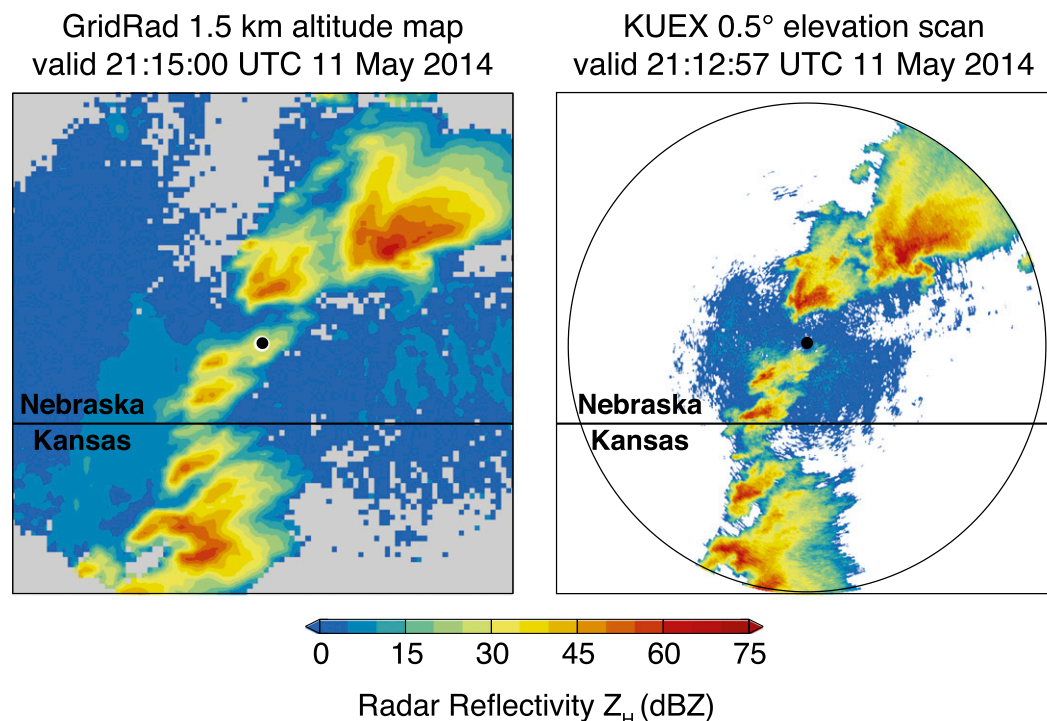 GridRad 1.5 km altitude map
valid 21:15:00 UTC 11 May 2014
KUEX 0.5° elevation scan
valid 21:12:57 UTC 11 May 2014
Nebraska
Kansas
Nebraska
Kansas
0 15 30 45 60 75
Radar Reflectivity Z_H (dBZ)